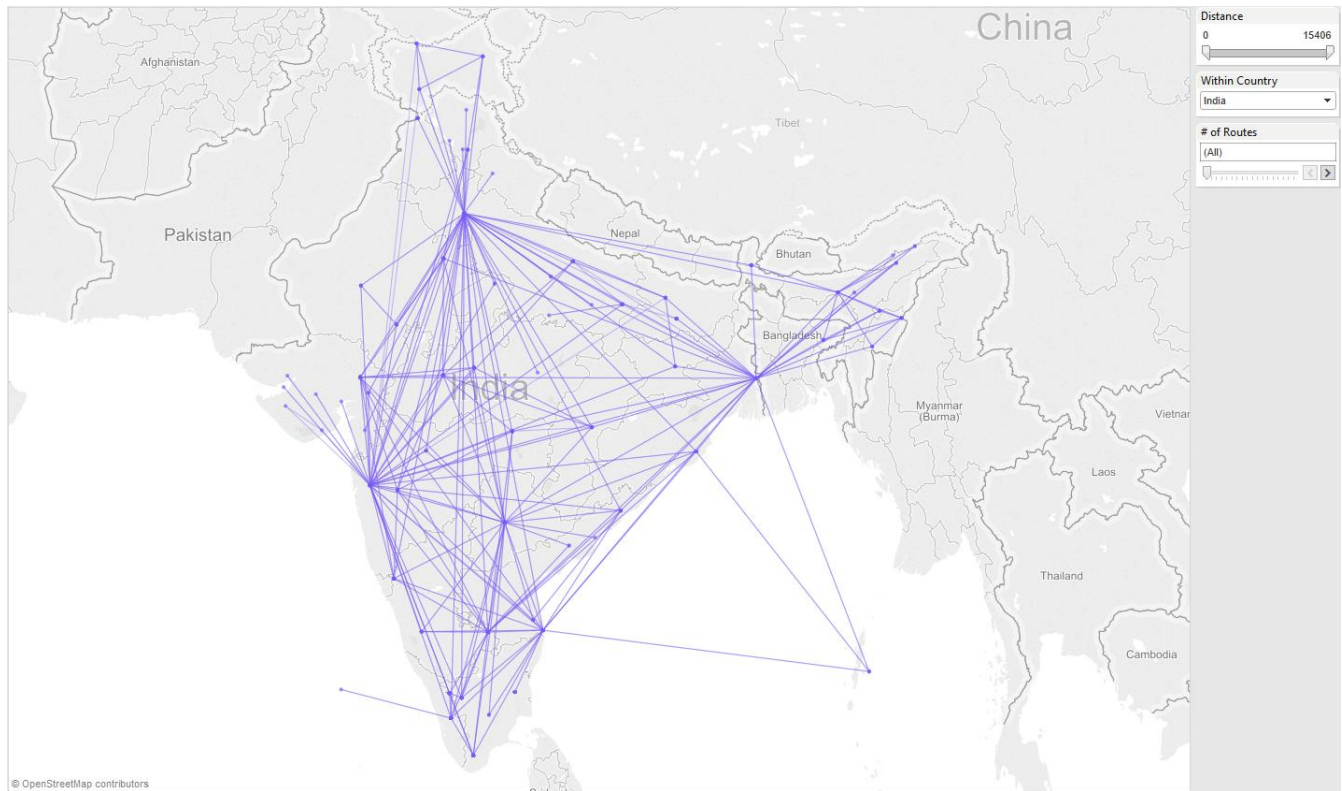 China
Afghanistan
Tibet
Pakistan
Nepal
Bhutan
Bangladesh
India
Myanmar
(Burma)
Laos
Thailand
Cambodia
© OpenStreetMap contributors
Distance
0 15406
Within Country
India
# of Routes
(All)